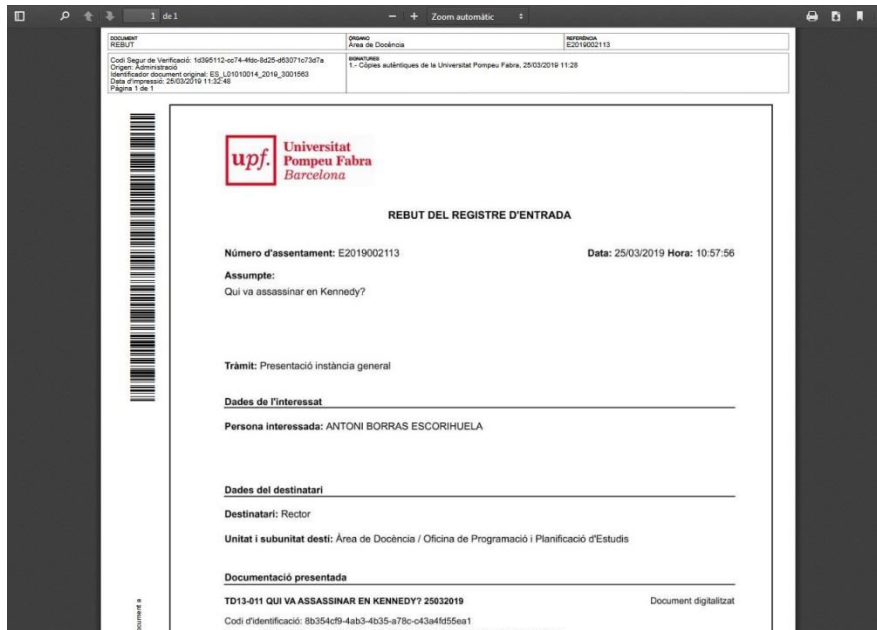 1 de 1
Zoom automàtic
DOCUMENT
REBUT
ÒRGANO
Àrea de Docència
REFERÈNCIA
E2019002113
Codi Segur de Verificació: 1d395112-cc74-4fdc-8d25-d63071c73d7a
Origen: Administració
Identificador document original: ES_L01010014_2019_3001563
Data d'impressió: 25/03/2019 11:32:48
Pàgina 1 de 1
SIGNATURES
1.- Còpies autèntiques de la Universitat Pompeu Fabra, 25/03/2019 11:28
upf.
Universitat
Pompeu Fabra
Barcelona
REBUT DEL REGISTRE D'ENTRADA
Número d'assentament: E2019002113 Data: 25/03/2019 Hora: 10:57:56
Assumpte:
Qui va assassinar en Kennedy?
Tràmit: Presentació instància general
Dades de l'interessat
Persona interessada: ANTONI BORRAS ESCORIHUELA
Dades del destinatari
Destinatari: Rector
Unitat i subunitat destí: Àrea de Docència / Oficina de Programació i Planificació d'Estudis
Documentació presentada
TD13-011 QUI VA ASSASSINAR EN KENNEDY? 25032019 Document digitalitzat
Codi d'identificació: 8b354cf9-4ab3-4b35-a78c-c43a4fd55ea1